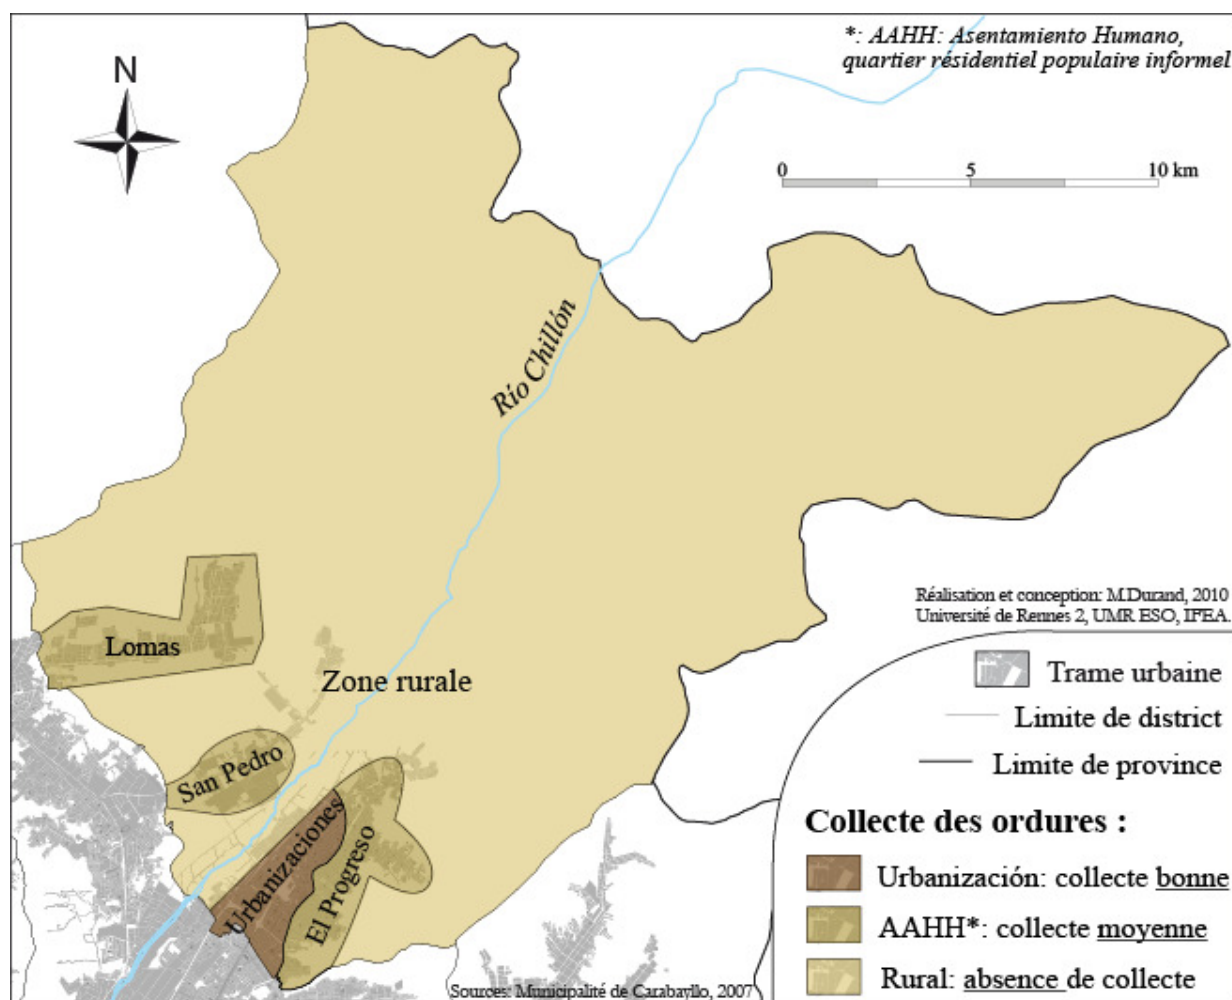 *: AAHH: Asentamiento Humano,
quartier résidentiel populaire informel
N
0 5 10 km
Río Chillón
Réalisation et conception: M.Durand, 2010
Université de Rennes 2, UMR ESO, IFEA.
Lomas
Zone rurale
San Pedro
Urbanizaciones
El Progreso
Trame urbaine
Limite de district
Limite de province
Collecte des ordures :
Urbanización: collecte bonne
AAHH*: collecte moyenne
Rural: absence de collecte
Sources: Municipalité de Carabayllo, 2007